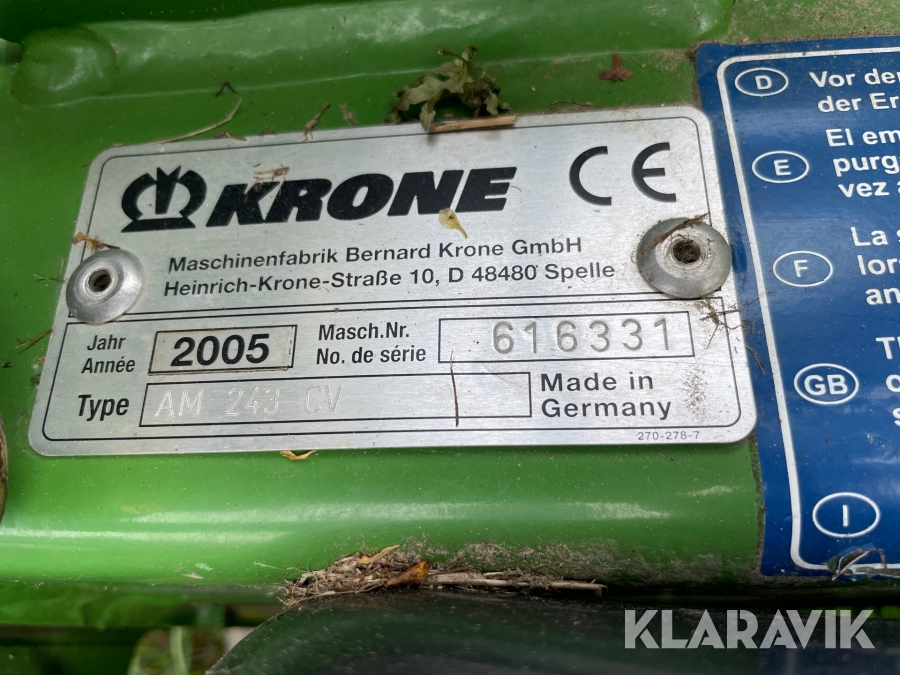 KRONE
CE
Maschinenfabrik Bernard Krone GmbH
Heinrich-Krone-Straße 10, D 48480 Spelle
Jahr
Année
2005
Masch.Nr.
No. de série
616331
Type
AM 243 CV
Made in
Germany
270-278-7
D
Vor de
der Er
E
El em
purg
vez a
F
La s
lors
an
GB
I
KLARAVIK